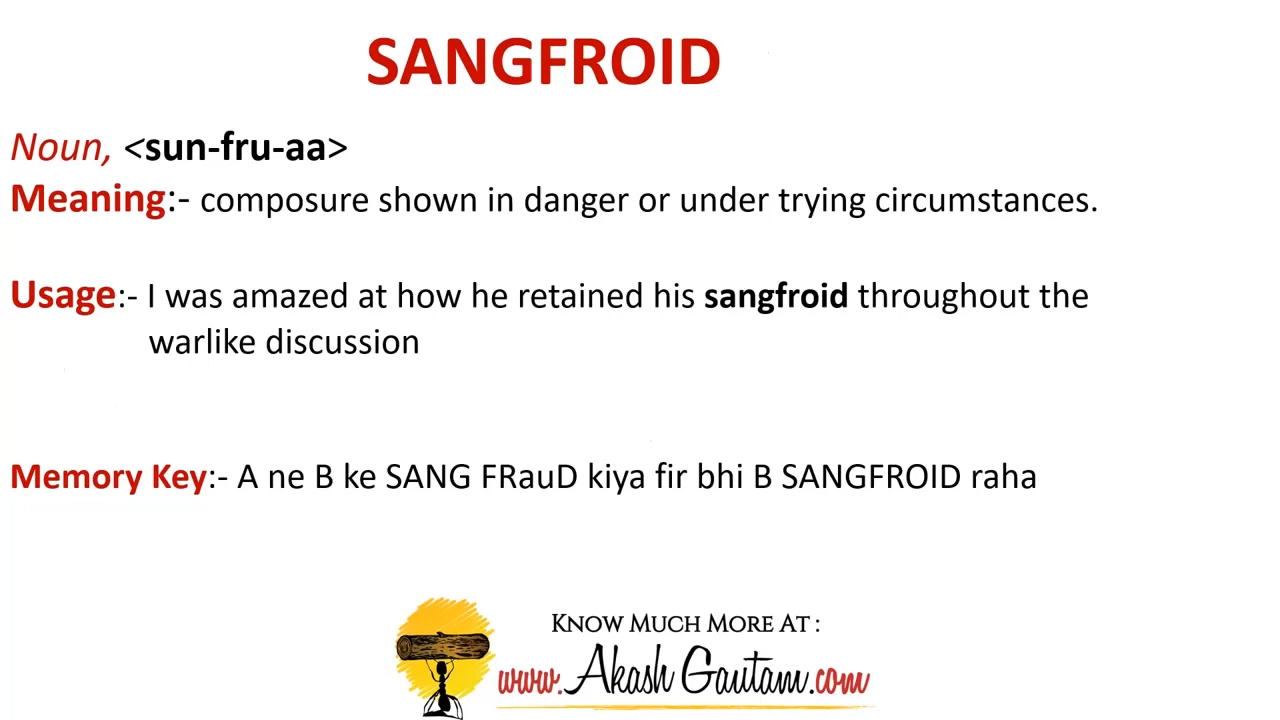 SANGFROID
Noun, <sun-fru-aa>
Meaning:- composure shown in danger or under trying circumstances.
Usage:- I was amazed at how he retained his sangfroid throughout the
warlike discussion
Memory Key:- A ne B ke SANG FRauD kiya fir bhi B SANGFROID raha
Know Much More At :
www.AkashGautam.com